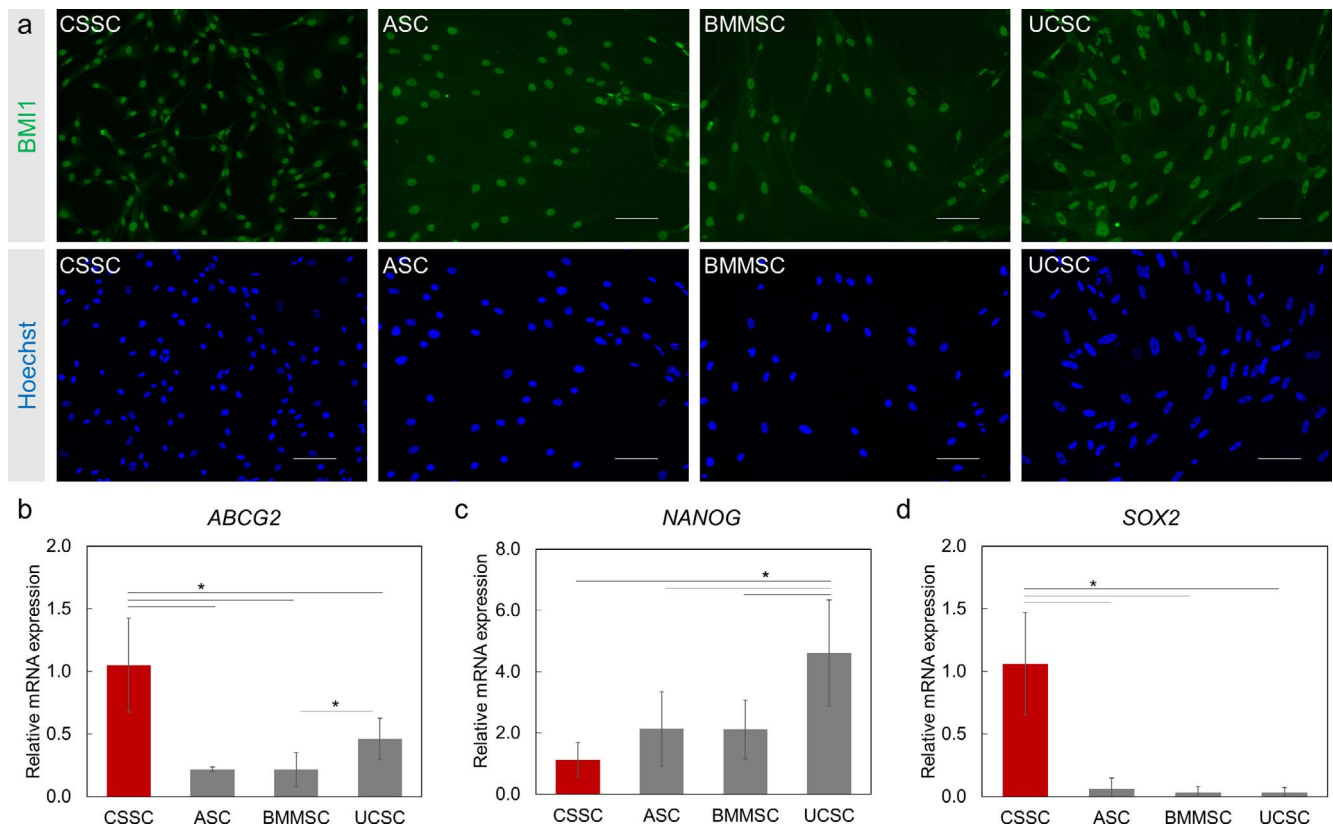 a
BMI1
CSSC
ASC
BMMSC
UCSC
Hoechst
CSSC
ASC
BMMSC
UCSC
b
ABCG2
Relative mRNA expression
2.0
1.5
1.0
0.5
0.0
*
*
CSSC ASC BMMSC UCSC
c
NANOG
Relative mRNA expression
8.0
6.0
4.0
2.0
0.0
*
CSSC ASC BMMSC UCSC
d
SOX2
Relative mRNA expression
2.0
1.5
1.0
0.5
0.0
*
CSSC ASC BMMSC UCSC